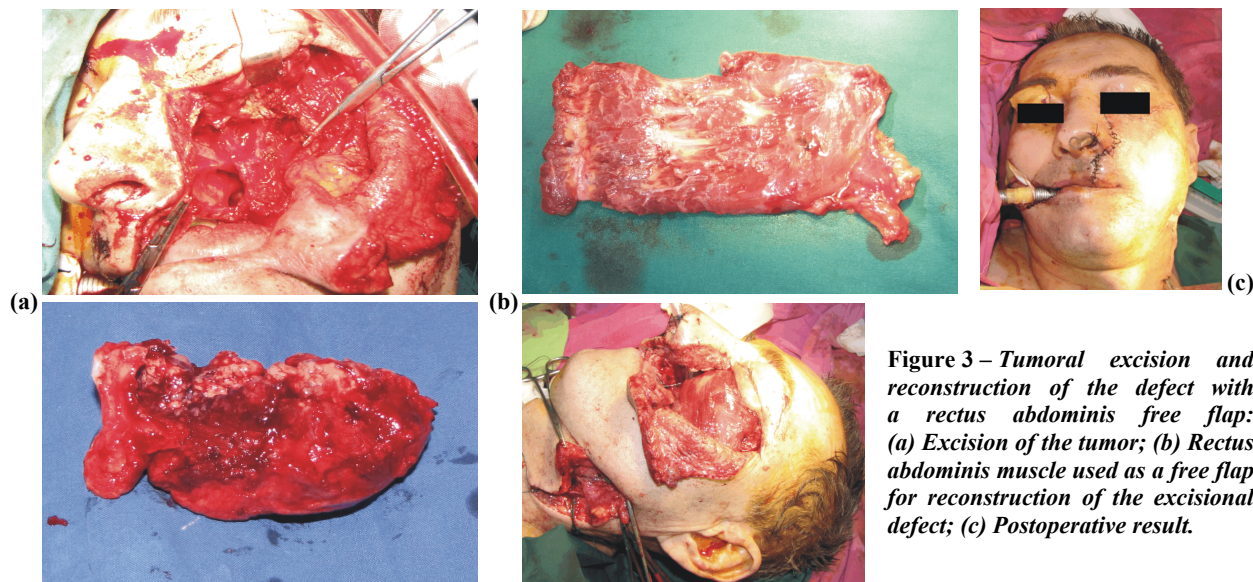 (a)
(b)
(c)
Figure 3 – Tumoral excision and
reconstruction of the defect with
a rectus abdominis free flap:
(a) Excision of the tumor; (b) Rectus
abdominis muscle used as a free flap
for reconstruction of the excisional
defect; (c) Postoperative result.